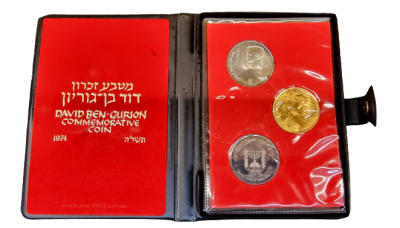 מטבע זכרון
דוד בן־גוריון
DAVID BEN-GURION
COMMEMORATIVE
COIN
1974 תשל"ה